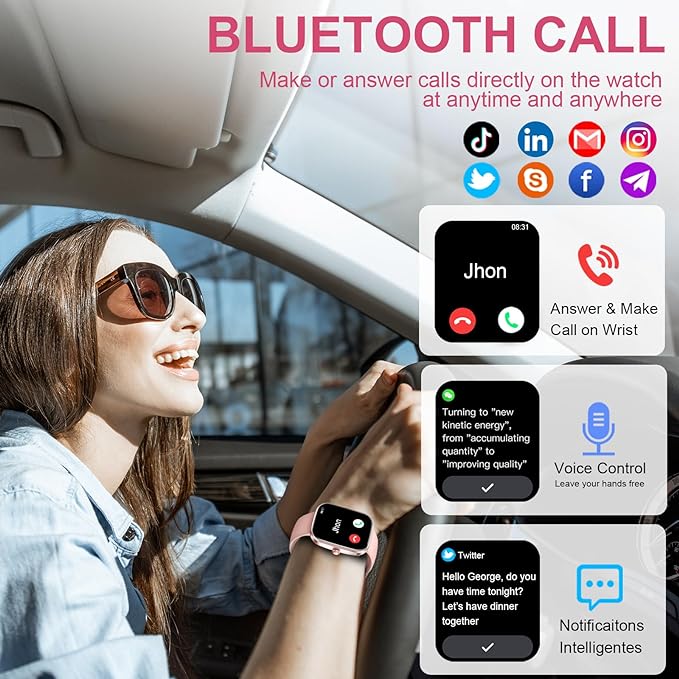 BLUETOOTH CALL
Make or answer calls directly on the watch
at anytime and anywhere
in
f
08:31
Jhon
Answer & Make
Call on Wrist
Turning to "new
kinetic energy",
from "accumulating
quantity" to
"improving quality"
Voice Control
Leave your hands free
Jhon
Twitter
Hello George, do you
have time tonight?
Let's have dinner
together
Notificaitons
Intelligentes